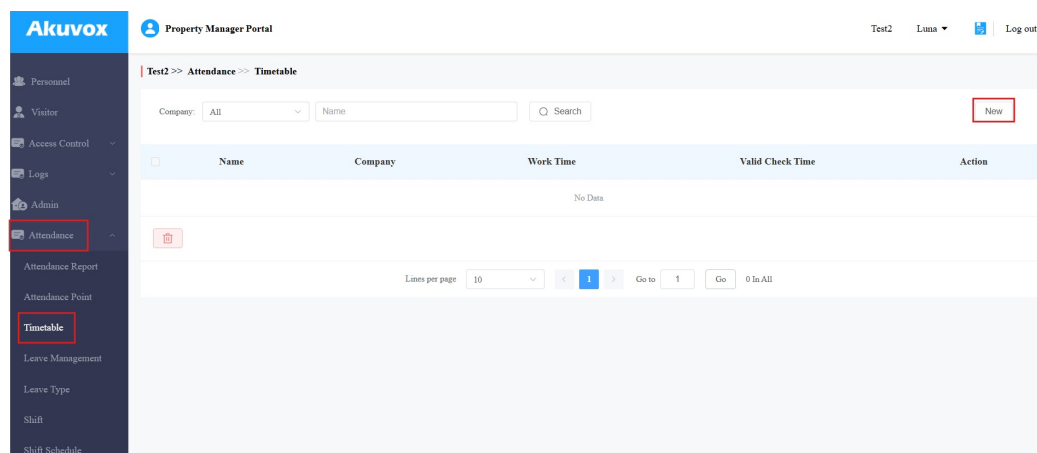 Akuvox
Property Manager Portal
Test2 Luna Log out
Test2 >> Attendance >> Timetable
Personnel
Visitor
Access Control
Logs
Admin
Attendance
Attendance Report
Attendance Point
Timetable
Leave Management
Leave Type
Shift
Shift Schedule
Company: All Name Search New
Name Company Work Time Valid Check Time Action
No Data
Lines per page 10 < 1 > Go to 1 Go 0 In All